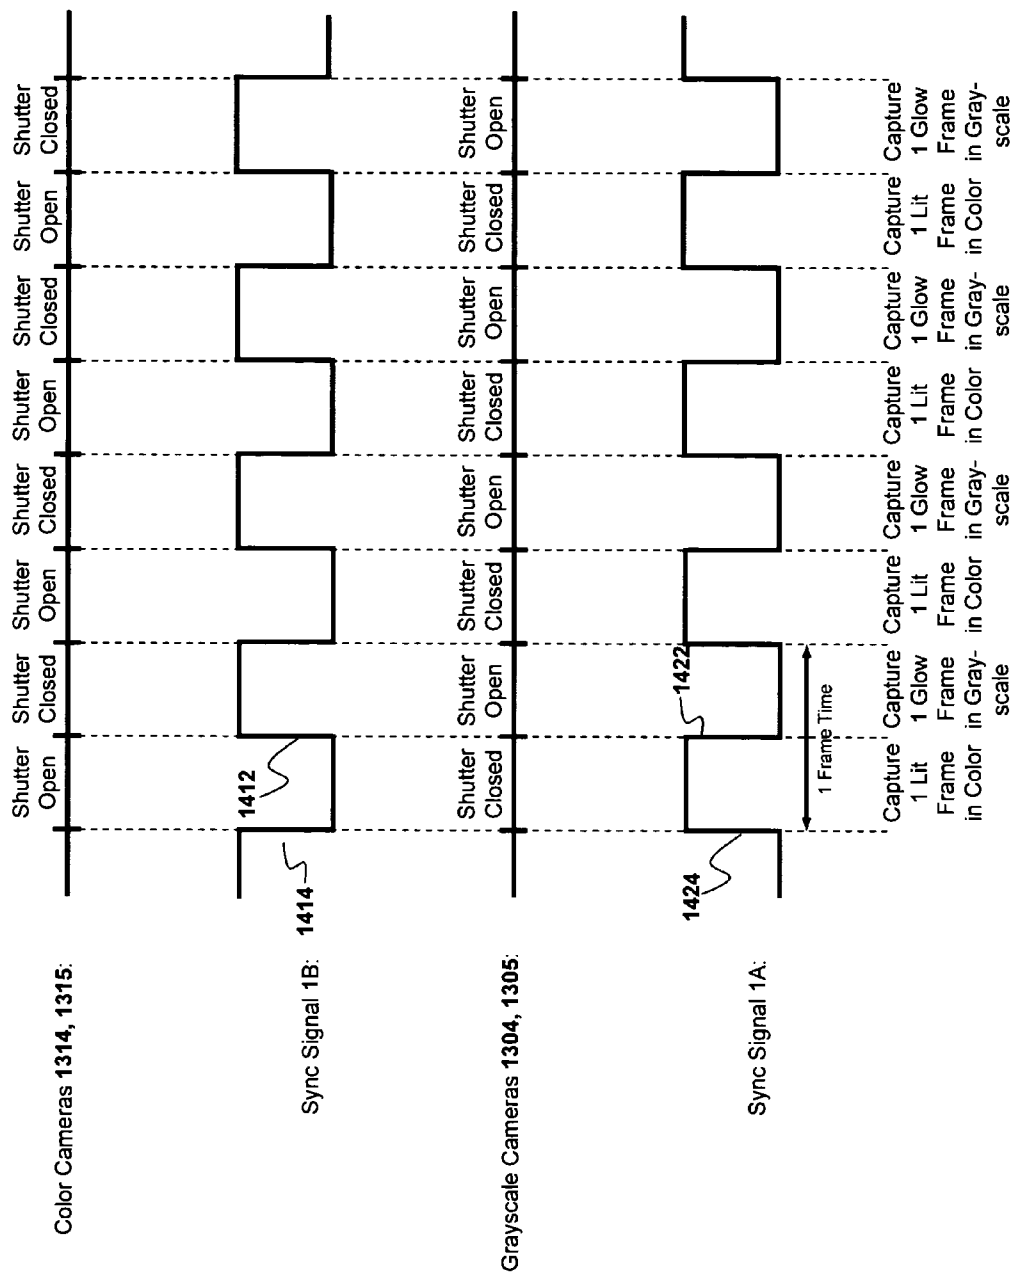 Color Cameras 1314, 1315:
Shutter
Open
Shutter
Closed
Shutter
Open
Shutter
Closed
Shutter
Open
Shutter
Closed
Shutter
Open
Shutter
Closed
Sync Signal 1B:
1414
1412
Grayscale Cameras 1304, 1305:
Shutter
Closed
Shutter
Open
Shutter
Closed
Shutter
Open
Shutter
Closed
Shutter
Open
Shutter
Closed
Shutter
Open
Sync Signal 1A:
1424
1422
1 Frame Time
Capture
1 Lit
Frame
in Color
Capture
1 Glow
Frame
in Gray-
scale
Capture
1 Lit
Frame
in Color
Capture
1 Glow
Frame
in Gray-
scale
Capture
1 Lit
Frame
in Color
Capture
1 Glow
Frame
in Gray-
scale
Capture
1 Lit
Frame
in Color
Capture
1 Glow
Frame
in Gray-
scale